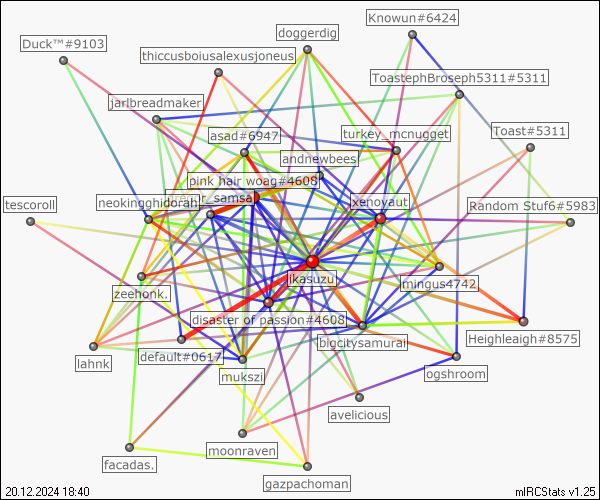 Knowun#6424
doggerdig
Duck™#9103
thiccusboiusalexusjoneus
ToastephBroseph5311#5311
jarlbreadmaker
asad#6947
turkey_mcnugget
Toast#5311
andnewbees
pink hair woag#4608
r_samsa
neokingghidorah
xenoyaut
tescoroll
Random Stuf6#5983
ikasuzu
mingus4742
zeehonk.
disaster of passion#4608
bigcitysamurai
Heighleaigh#8575
default#0617
lahnk
mukszi
ogshroom
avelicious
moonraven
facadas.
gazpachoman
20.12.2024 18:40
mIRCStats v1.25